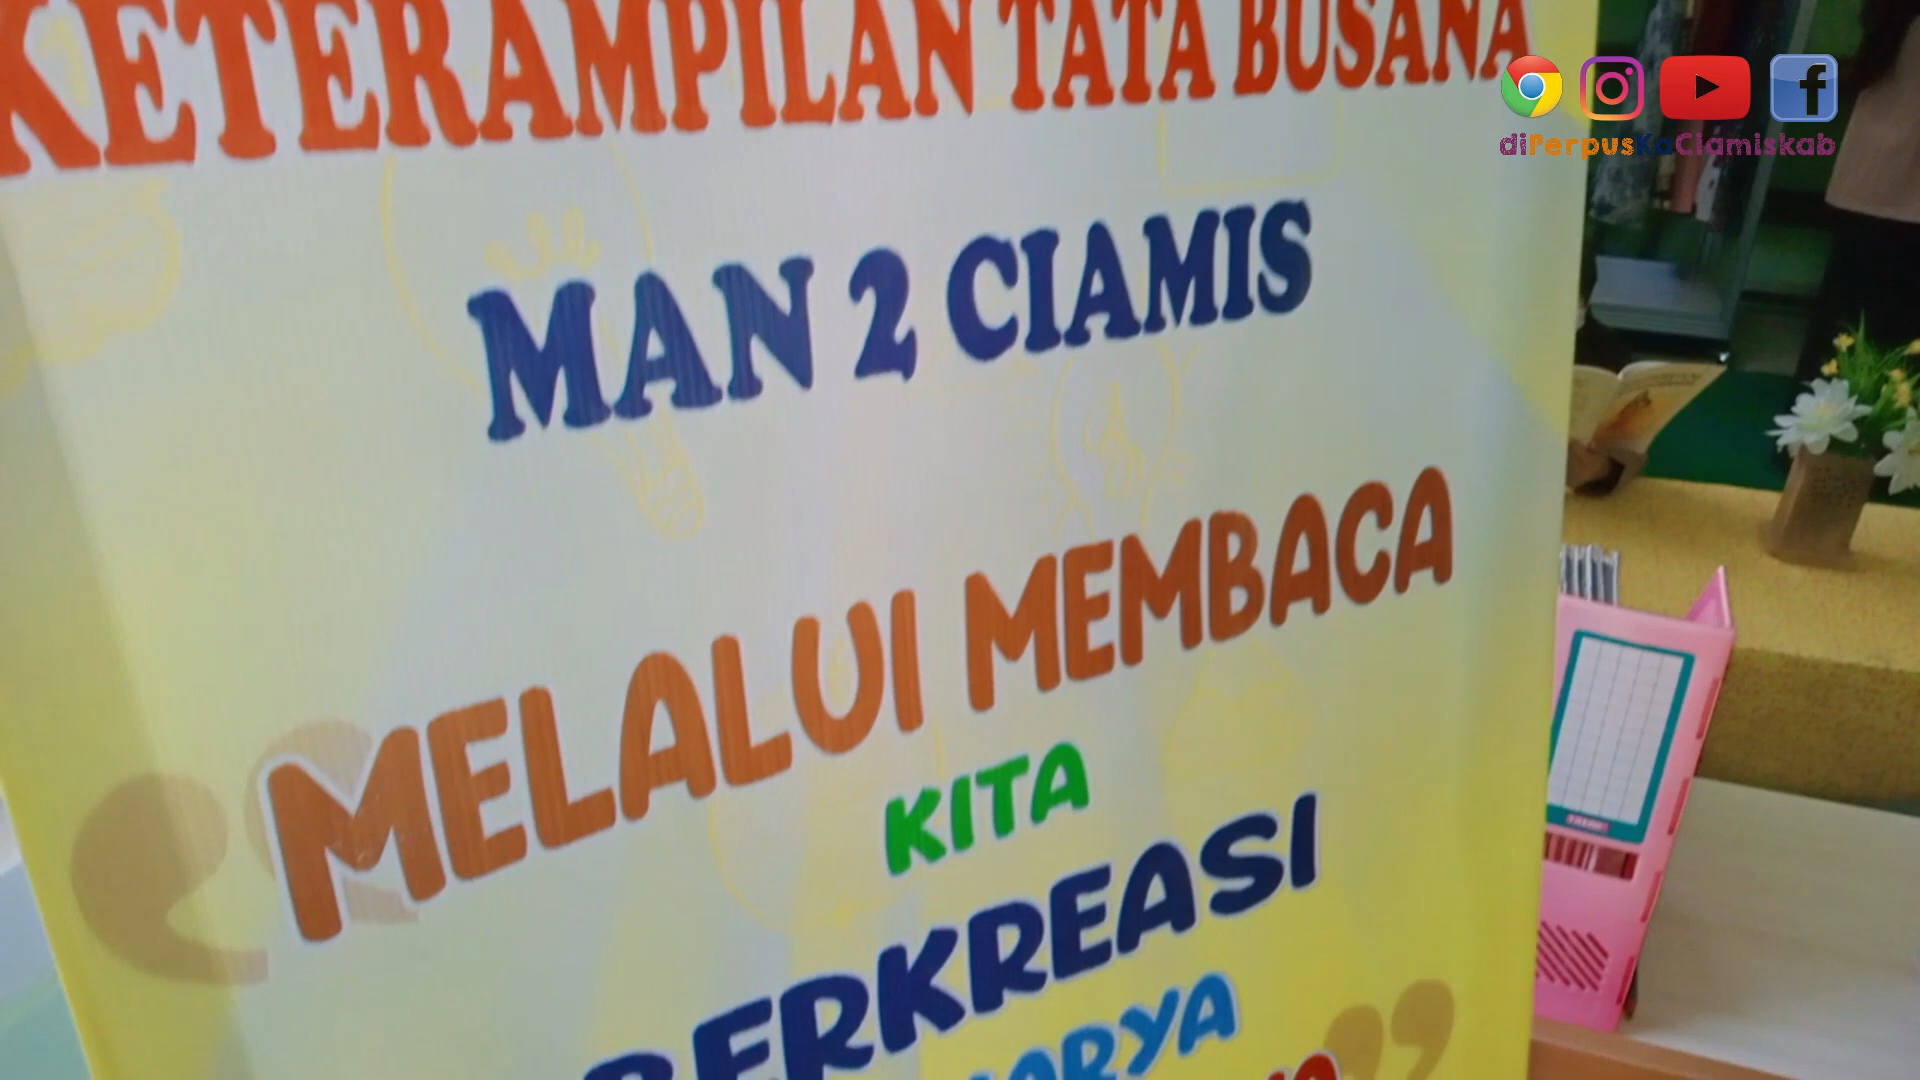 KETERAMPILAN TATA BUSANA
diPerpusKaCiamiskab
MAN 2 CIAMIS
MELALUI MEMBACA
KITA
BERKREASI